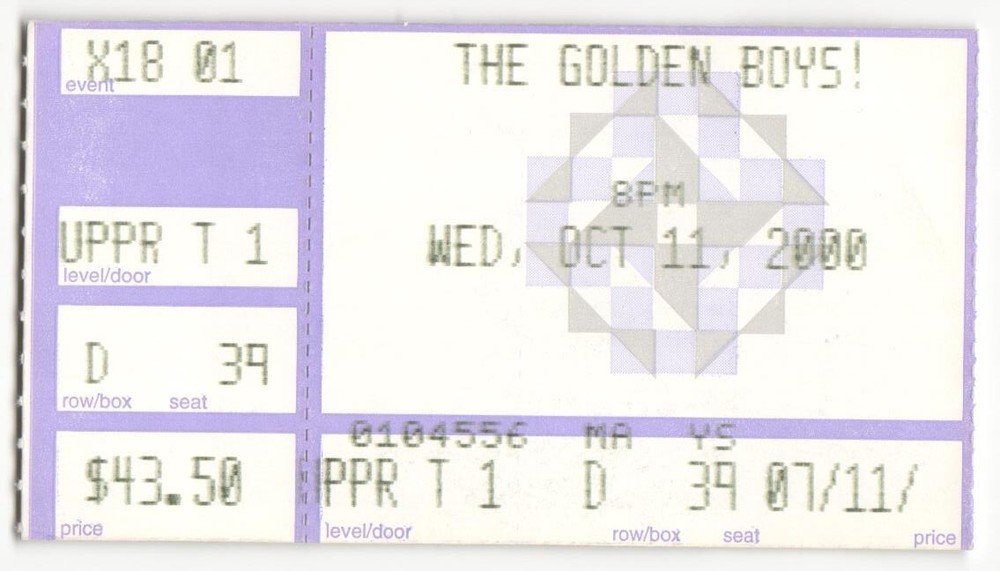 X18 01
event
UPPR T 1
level/door
D 39
row/box seat
$43.50
price
THE GOLDEN BOYS!
8PM
WED, OCT 11, 2000
0104556 MA YS
PPR T 1 D 39 07/11/
level/door row/box seat price